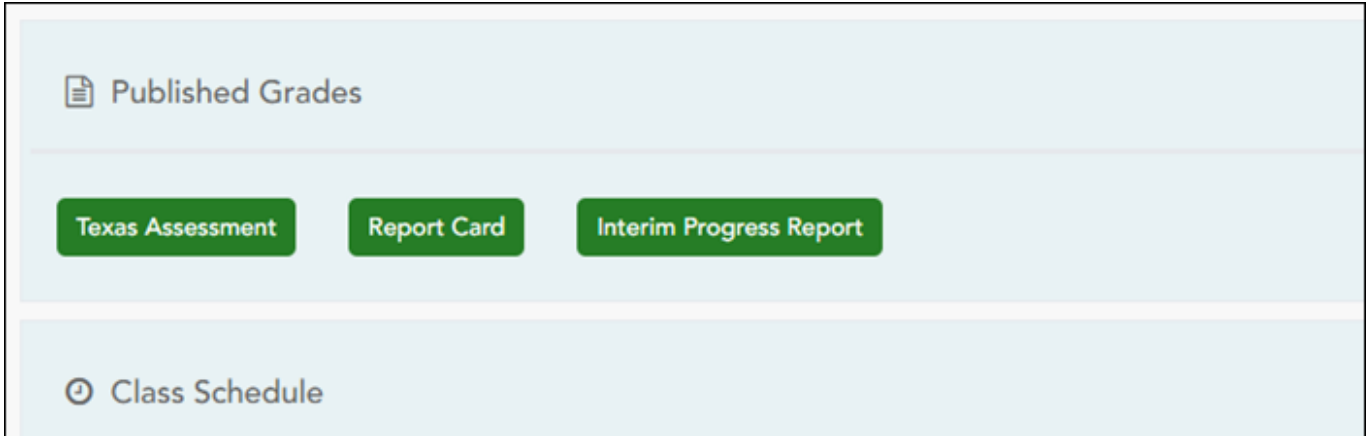 Published Grades
Texas Assessment Report Card Interim Progress Report
Class Schedule